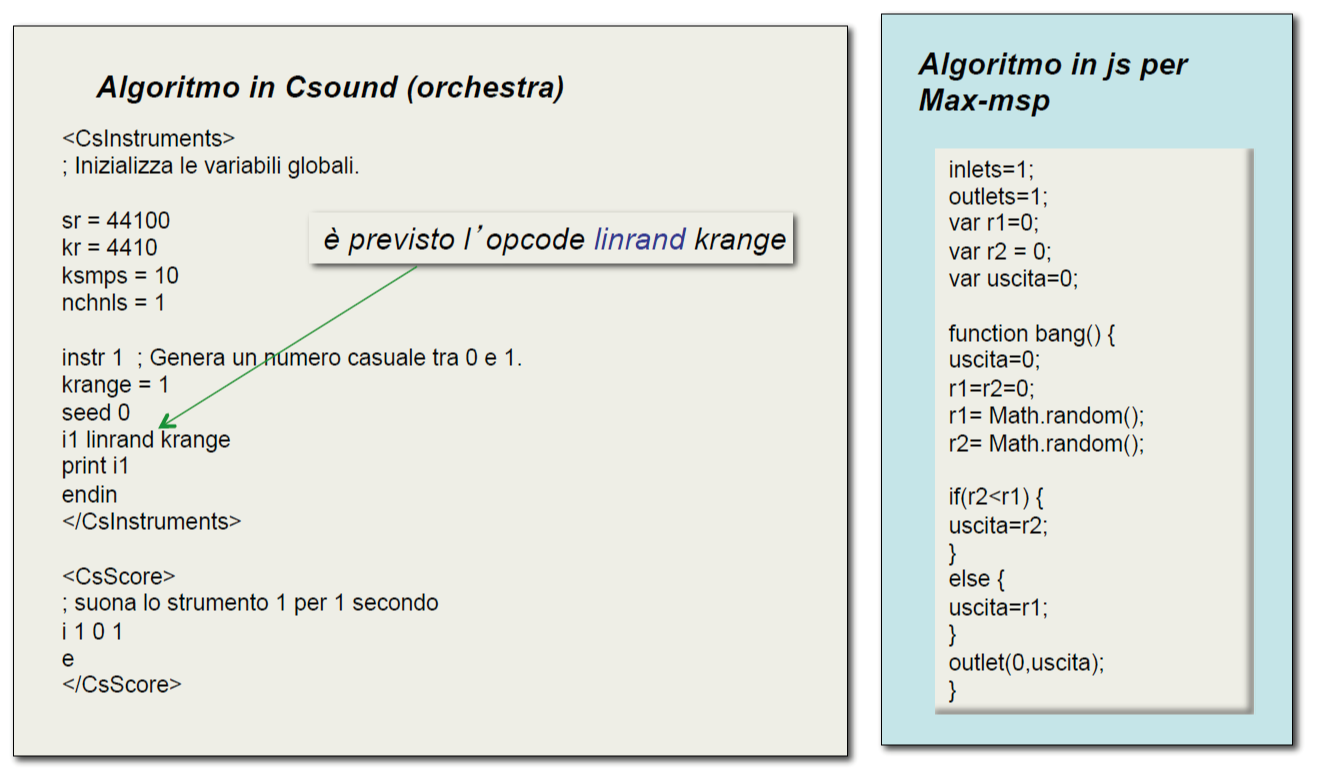 Algoritmo in Csound (orchestra)
<CsInstruments>
; Inizializza le variabili globali.
sr = 44100
kr = 4410
ksmps = 10
nchnls = 1
è previsto l'opcode linrand krange
instr 1  ; Genera un numero casuale tra 0 e 1.
krange = 1
seed 0
i1 linrand krange
print i1
endin
</CsInstruments>
<CsScore>
; suona lo strumento 1 per 1 secondo
i 1 0 1
e
</CsScore>
Algoritmo in js per
Max-msp
inlets=1;
outlets=1;
var r1=0;
var r2 = 0;
var uscita=0;
function bang() {
uscita=0;
r1=r2=0;
r1= Math.random();
r2= Math.random();
if(r2<r1) {
uscita=r2;
}
else {
uscita=r1;
}
outlet(0,uscita);
}